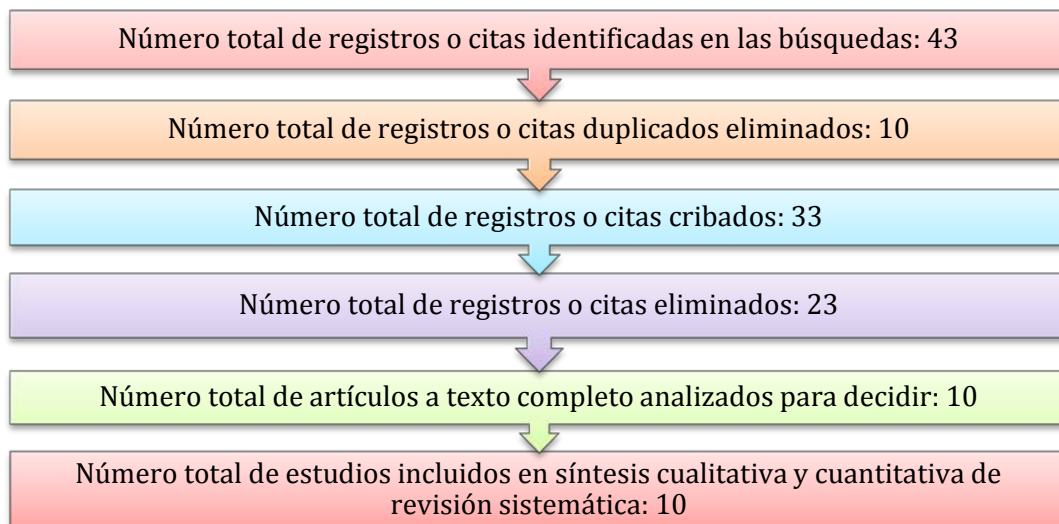 Número total de registros o citas identificadas en las búsquedas: 43
Número total de registros o citas duplicados eliminados: 10
Número total de registros o citas cribados: 33
Número total de registros o citas eliminados: 23
Número total de artículos a texto completo analizados para decidir: 10
Número total de estudios incluidos en síntesis cualitativa y cuantitativa de
revisión sistemática: 10